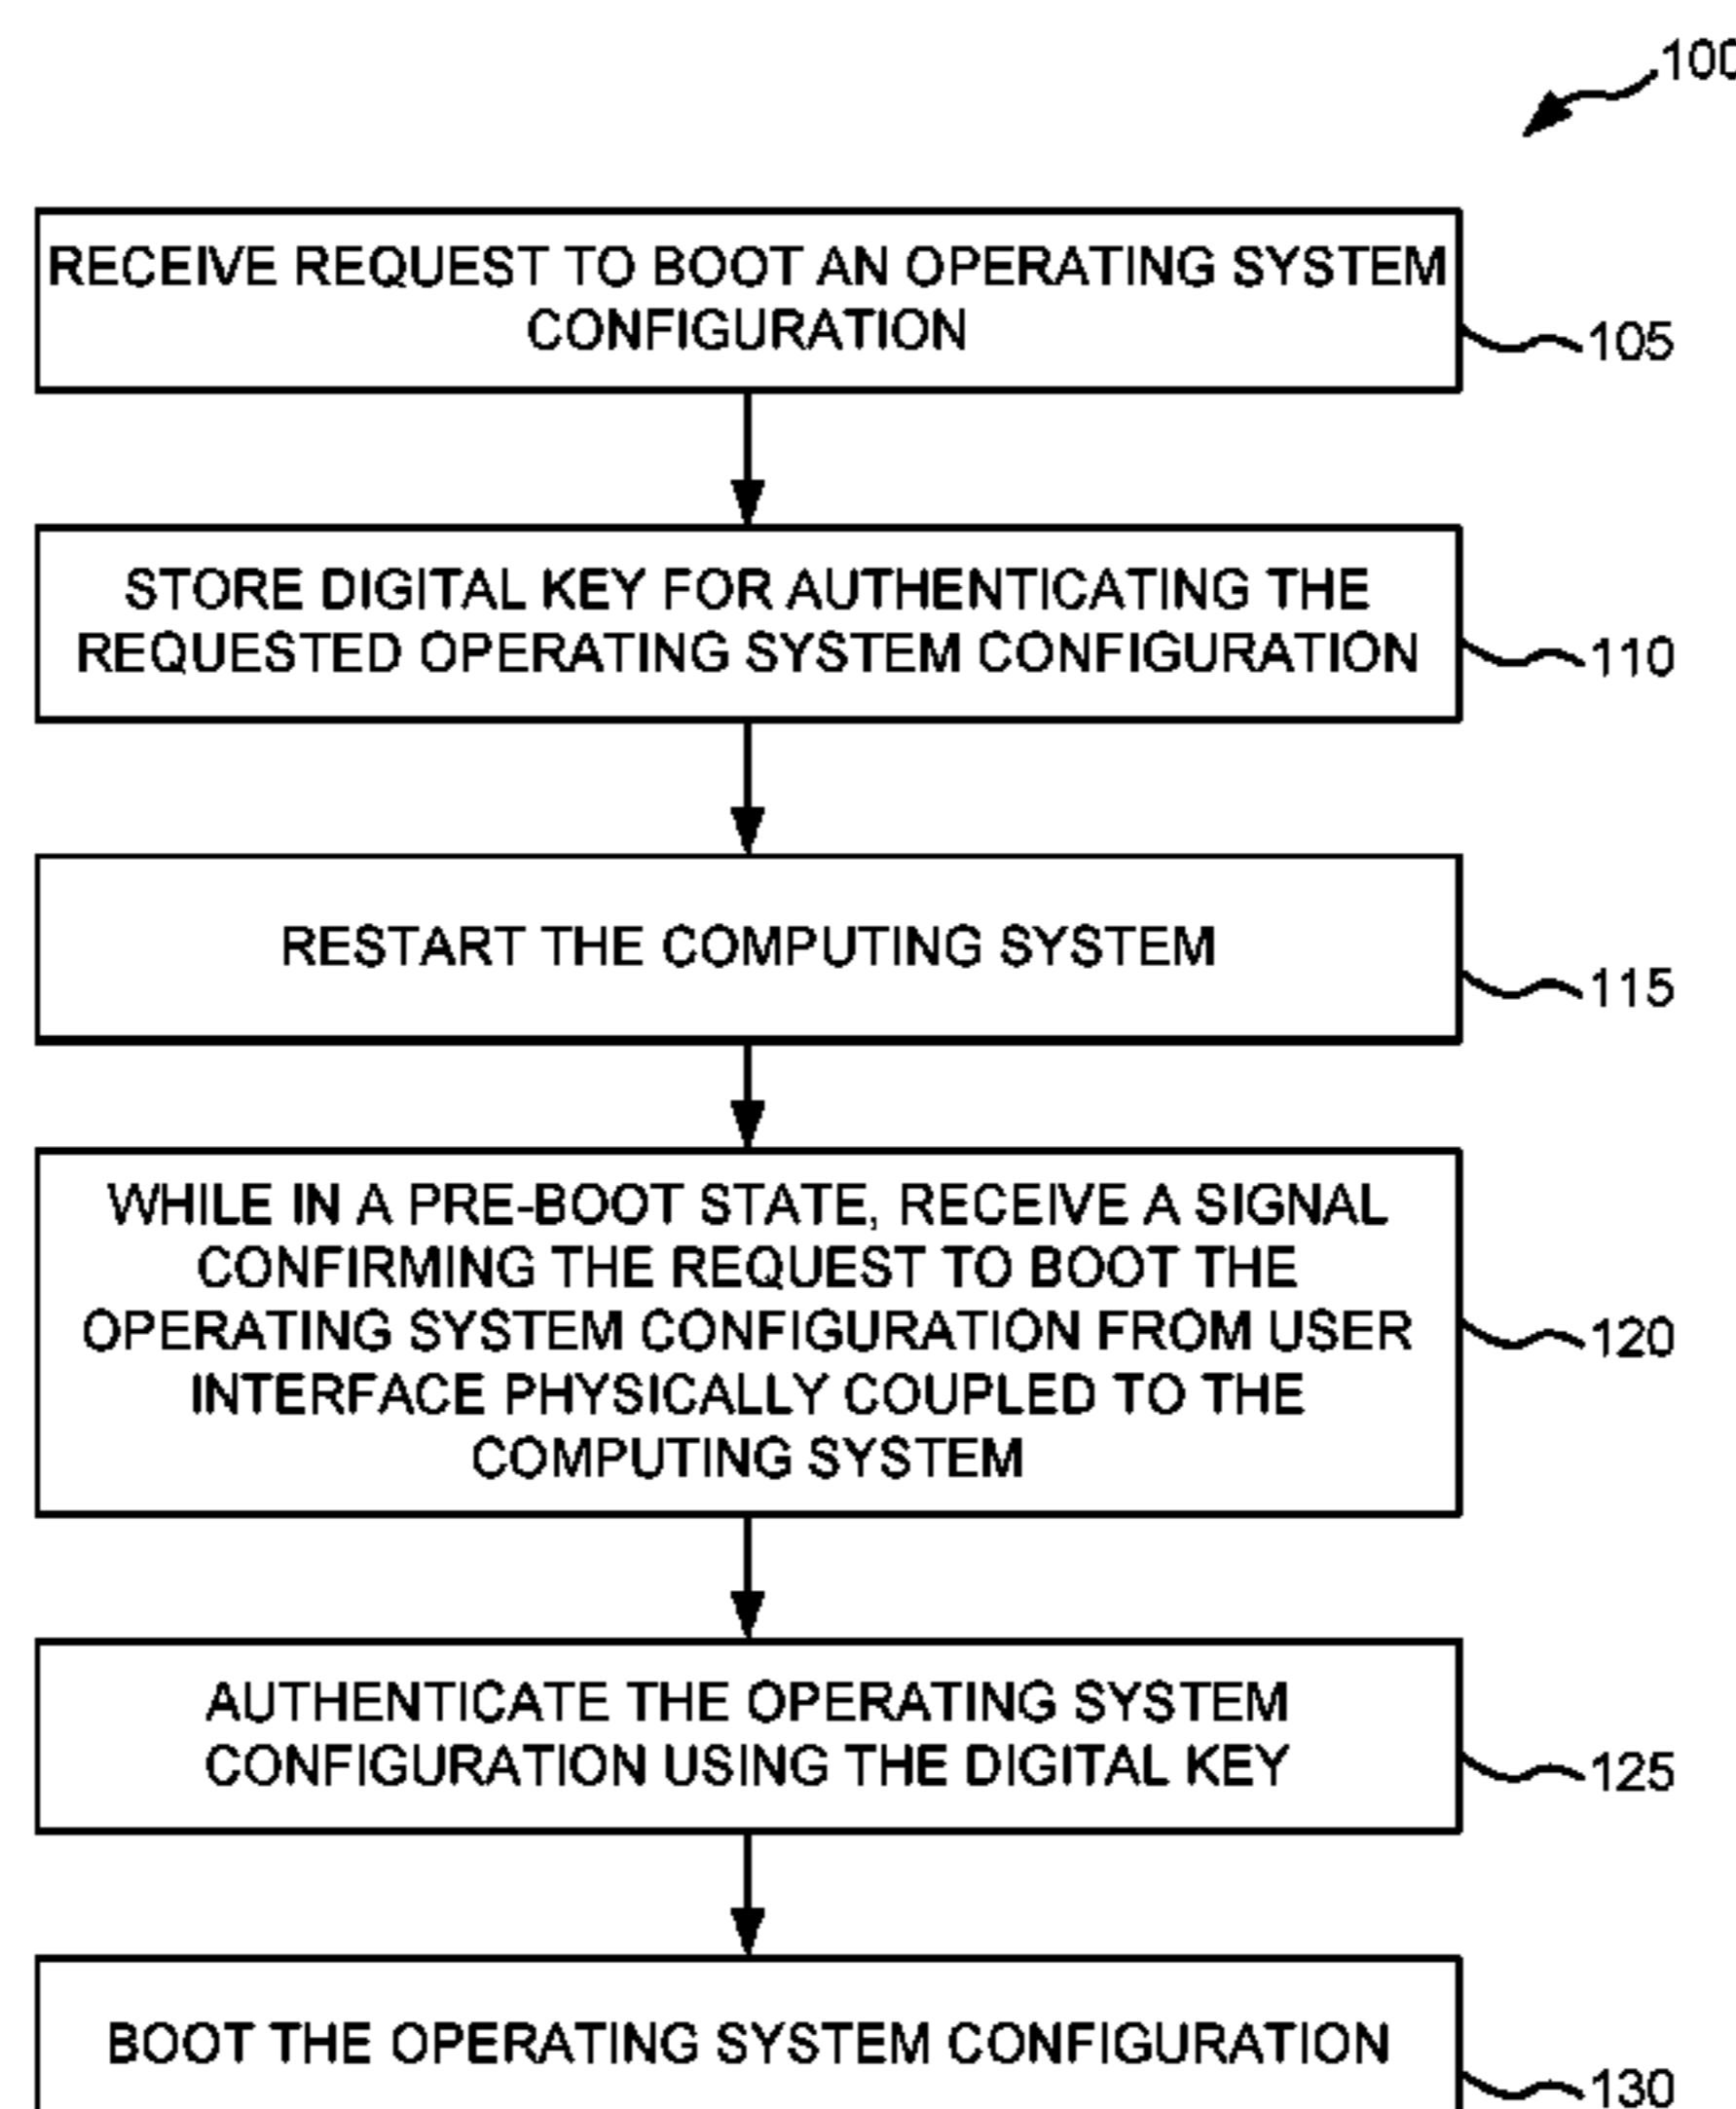 100
RECEIVE REQUEST TO BOOT AN OPERATING SYSTEM
CONFIGURATION
105
STORE DIGITAL KEY FOR AUTHENTICATING THE
REQUESTED OPERATING SYSTEM CONFIGURATION
110
RESTART THE COMPUTING SYSTEM
115
WHILE IN A PRE-BOOT STATE, RECEIVE A SIGNAL
CONFIRMING THE REQUEST TO BOOT THE
OPERATING SYSTEM CONFIGURATION FROM USER
INTERFACE PHYSICALLY COUPLED TO THE
COMPUTING SYSTEM
120
AUTHENTICATE THE OPERATING SYSTEM
CONFIGURATION USING THE DIGITAL KEY
125
BOOT THE OPERATING SYSTEM CONFIGURATION
130